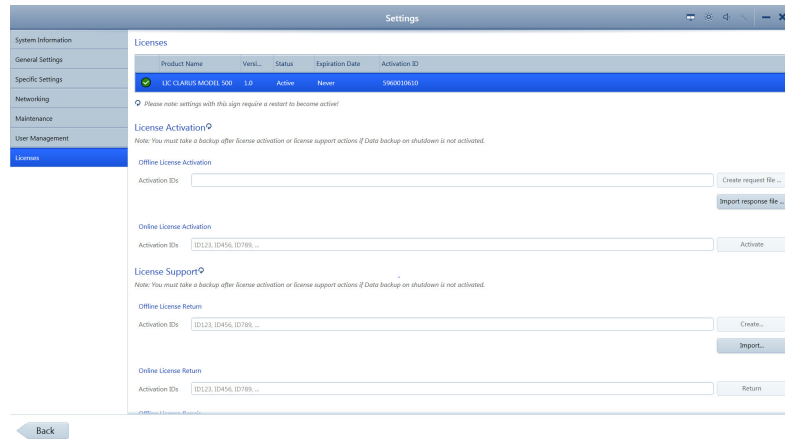 Settings
System Information
General Settings
Specific Settings
Networking
Maintenance
User Management
Licenses
Licenses
Product Name Versi... Status Expiration Date Activation ID
LIC CLARUS MODEL 500 1.0 Active Never 5960010610
Please note: settings with this sign require a restart to become active!
License Activation
Note: You must take a backup after license activation or license support actions if Data backup on shutdown is not activated.
Offline License Activation
Activation IDs Create request file ...
Import response file ...
Online License Activation
Activation IDs ID123, ID456, ID789, ... Activate
License Support
Note: You must take a backup after license activation or license support actions if Data backup on shutdown is not activated.
Offline License Return
Activation IDs ID123, ID456, ID789, ... Create...
Import...
Online License Return
Activation IDs ID123, ID456, ID789, ... Return
Offline License Repair
Back